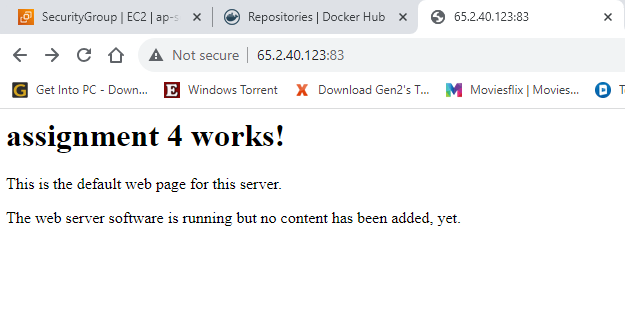 SecurityGroup | EC2 | ap-s
Repositories | Docker Hub
65.2.40.123:83
Not secure
65.2.40.123:83
Get Into PC - Down...
Windows Torrent
Download Gen2's T...
Moviesflix | Movies...
assignment 4 works!
This is the default web page for this server.
The web server software is running but no content has been added, yet.